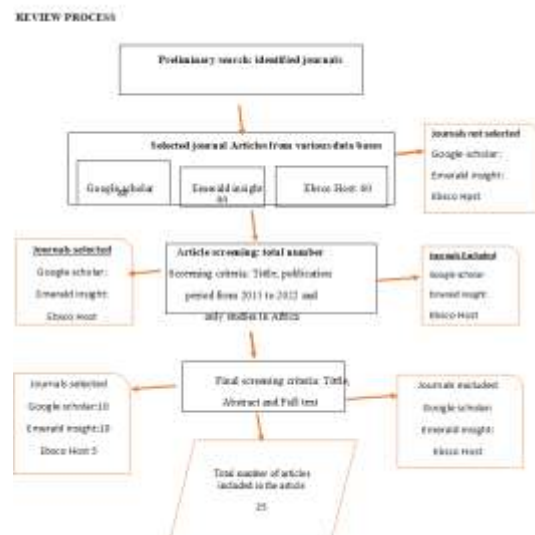 REVIEW PROCESS
Preliminary search: identified journals
Selected journal Articles from various data bases
Google scholar
Emerald insight:
Ebsco Host: 60
Journals not selected
Google scholar:
Emerald insight:
Ebsco Host
Journals selected
Google scholar:
Emerald insight:
Ebsco Host
Article screening: total number
Screening criteria: Tittle, publication
period from 2015 to 2022 and
only studies in Africa
Journals Excluded
Google scholar
Emerald insight:
Ebsco Host
Journals selected
Google scholar:10
Emerald insight:10
Ebsco Host 5
Final screening criteria: Tittle,
Abstract and Full text
Journals excluded
Google scholar:
Emerald insight:
Ebsco Host
Total number of articles
included in the article
25